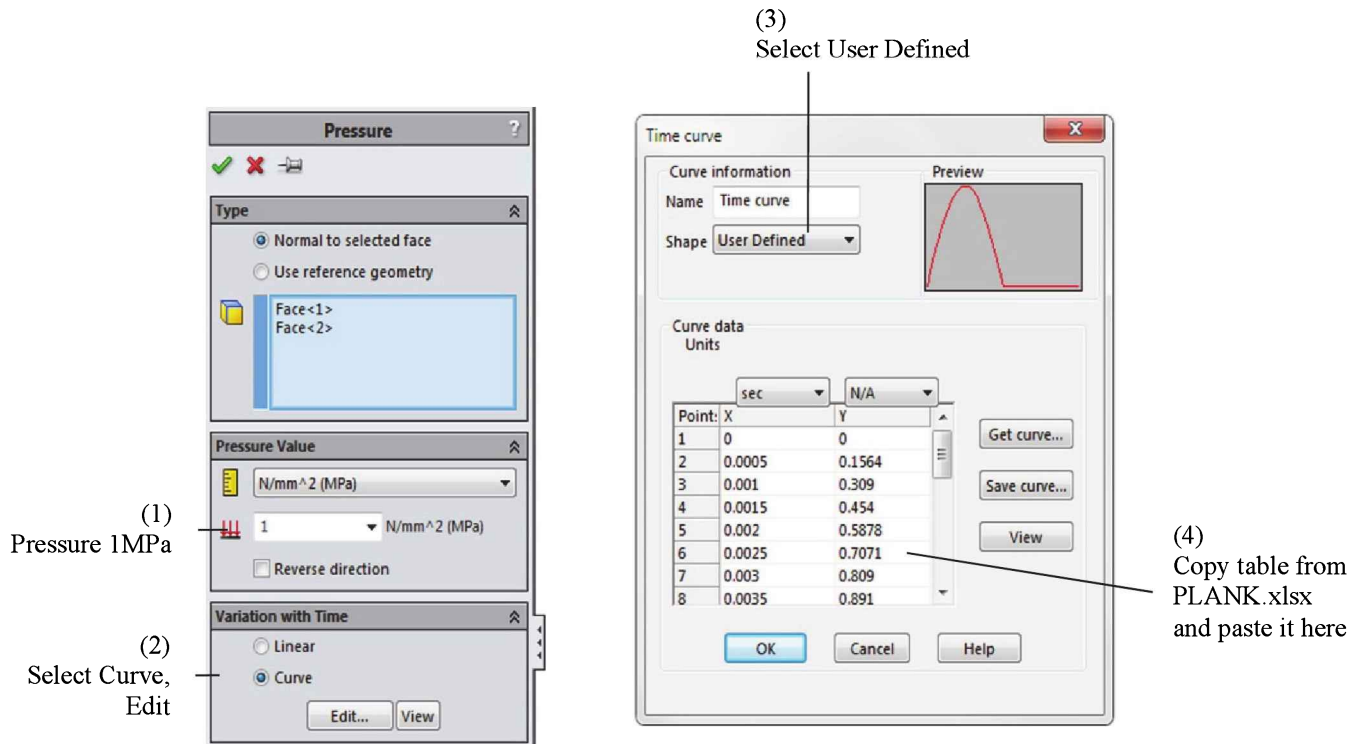 (3)
Select User Defined
Pressure ?
Type
Normal to selected face
Use reference geometry
Face<1>
Face<2>
Pressure Value
N/mm^2 (MPa)
(1)
Pressure 1MPa
1 N/mm^2 (MPa)
Reverse direction
Variation with Time
Linear
(2)
Select Curve,
Edit
Curve
Edit... View
Time curve
Curve information
Name Time curve
Shape User Defined
Preview
Curve data
Units
sec N/A
Point: X Y
1 0 0
2 0.0005 0.1564
3 0.001 0.309
4 0.0015 0.454
5 0.002 0.5878
6 0.0025 0.7071
7 0.003 0.809
8 0.0035 0.891
Get curve...
Save curve...
View
OK Cancel Help
(4)
Copy table from
PLANK.xlsx
and paste it here